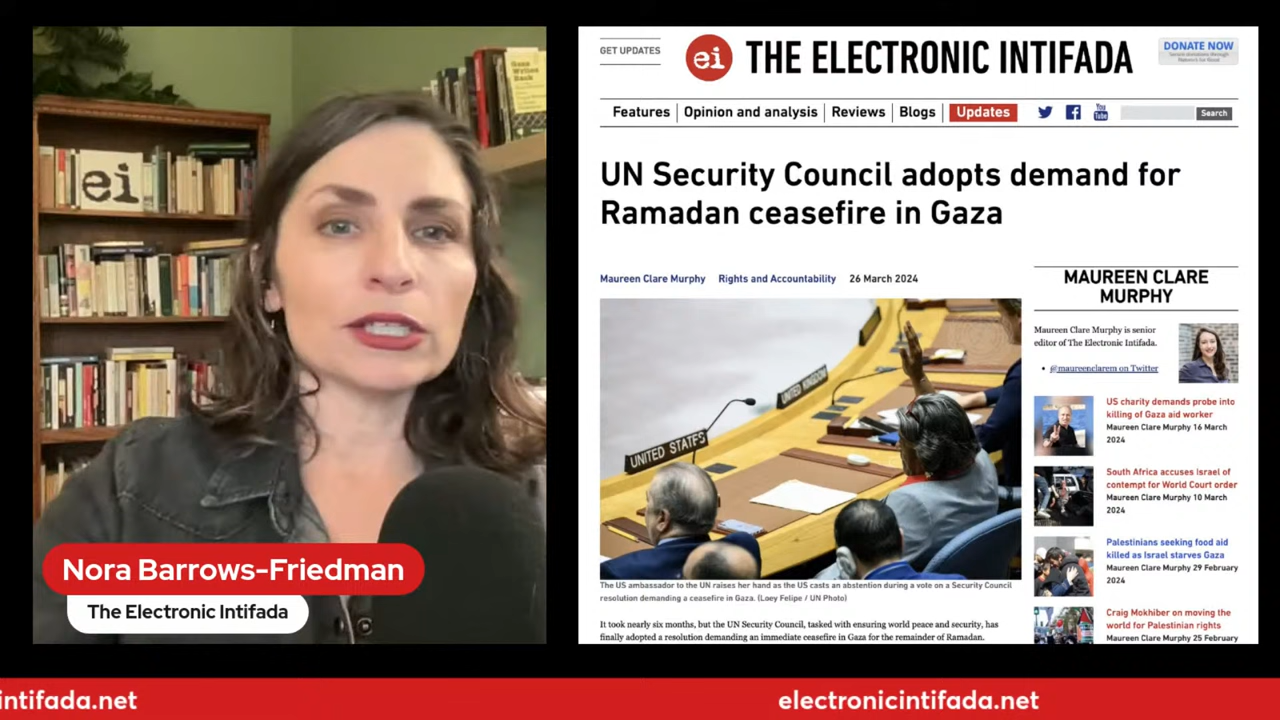 ei
Gaza
Writes
Back
Nora Barrows-Friedman
The Electronic Intifada
GET UPDATES
ei THE ELECTRONIC INTIFADA
DONATE NOW
Features Opinion and analysis Reviews Blogs Updates You Tube Search
UN Security Council adopts demand for
Ramadan ceasefire in Gaza
Maureen Clare Murphy Rights and Accountability 26 March 2024
UNITED STATES
UNITED KINGDOM
The US ambassador to the UN raises her hand as the US casts an abstention during a vote on a Security Council
resolution demanding a ceasefire in Gaza. (Loey Felipe / UN Photo)
It took nearly six months, but the UN Security Council, tasked with ensuring world peace and security, has
finally adopted a resolution demanding an immediate ceasefire in Gaza for the remainder of Ramadan.
MAUREEN CLARE
MURPHY
Maureen Clare Murphy is senior
editor of The Electronic Intifada.
• @maureenclarem on Twitter
US charity demands probe into
killing of Gaza aid worker
Maureen Clare Murphy 16 March
2024
South Africa accuses Israel of
contempt for World Court order
Maureen Clare Murphy 10 March
2024
Palestinians seeking food aid
killed as Israel starves Gaza
Maureen Clare Murphy 29 February
2024
Craig Mokhiber on moving the
world for Palestinian rights
Maureen Clare Murphy 25 February
intifada.net
electronicintifada.net